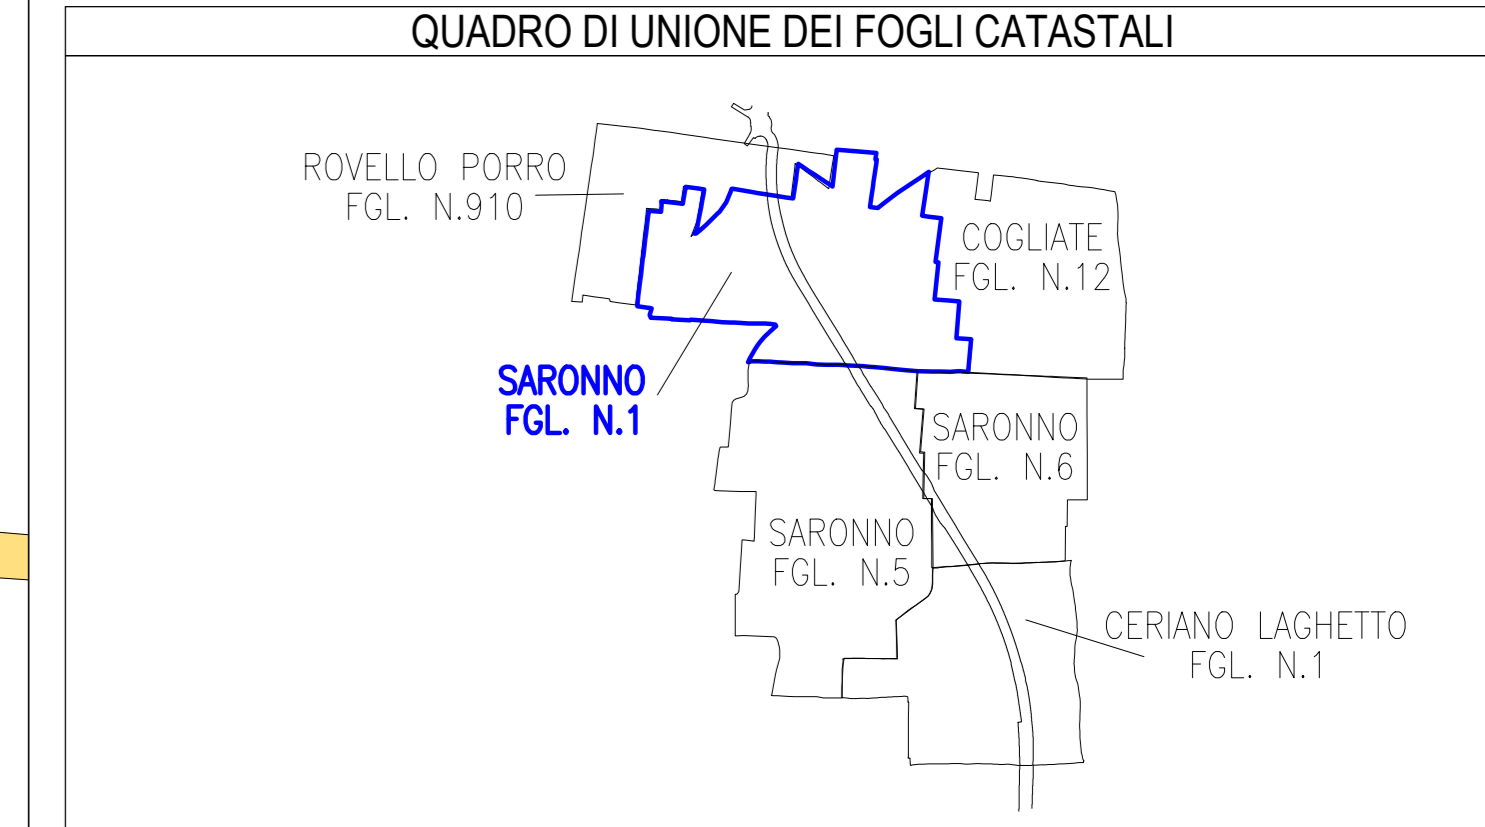 QUADRO DI UNIONE DEI FOGLI CATASTALI
ROVELLO PORRO
FGL. N.910
COGLIATE
FGL. N.12
SARONNO
FGL. N.1
SARONNO
FGL. N.6
SARONNO
FGL. N.5
CERIANO LAGHETTO
FGL. N.1